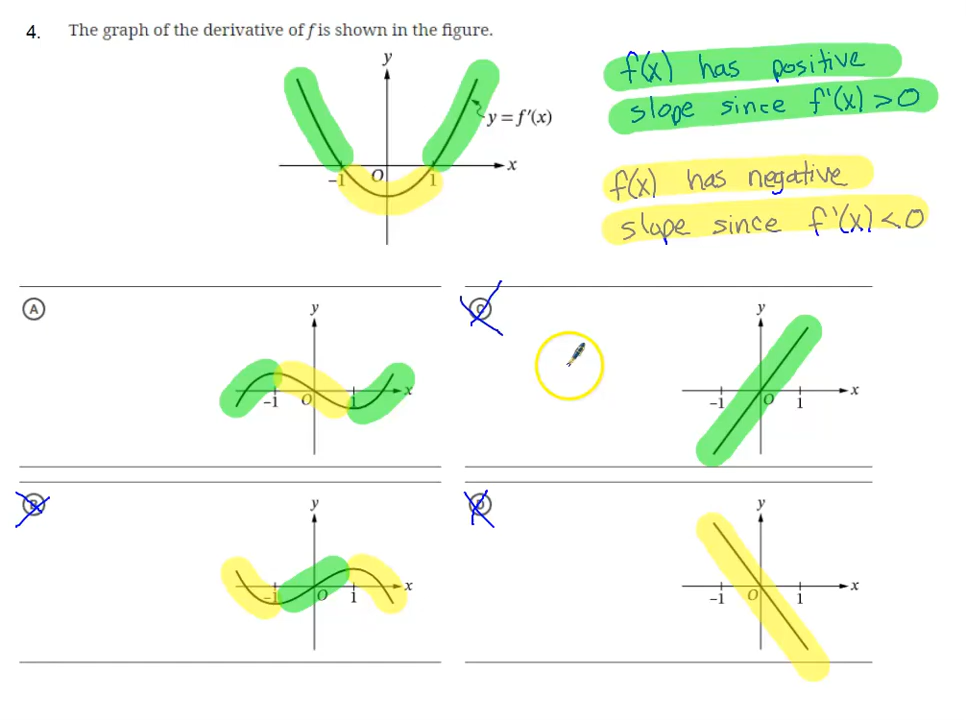 4. The graph of the derivative of f is shown in the figure.
y
y = f'(x)
x
-1
O
1
f(x) has positive
slope since f'(x) > 0
f(x) has negative
slope since f'(x) < 0
A
y
x
-1
O
1
C
y
x
-1
O
1
B
y
x
-1
O
1
D
y
x
-1
O
1